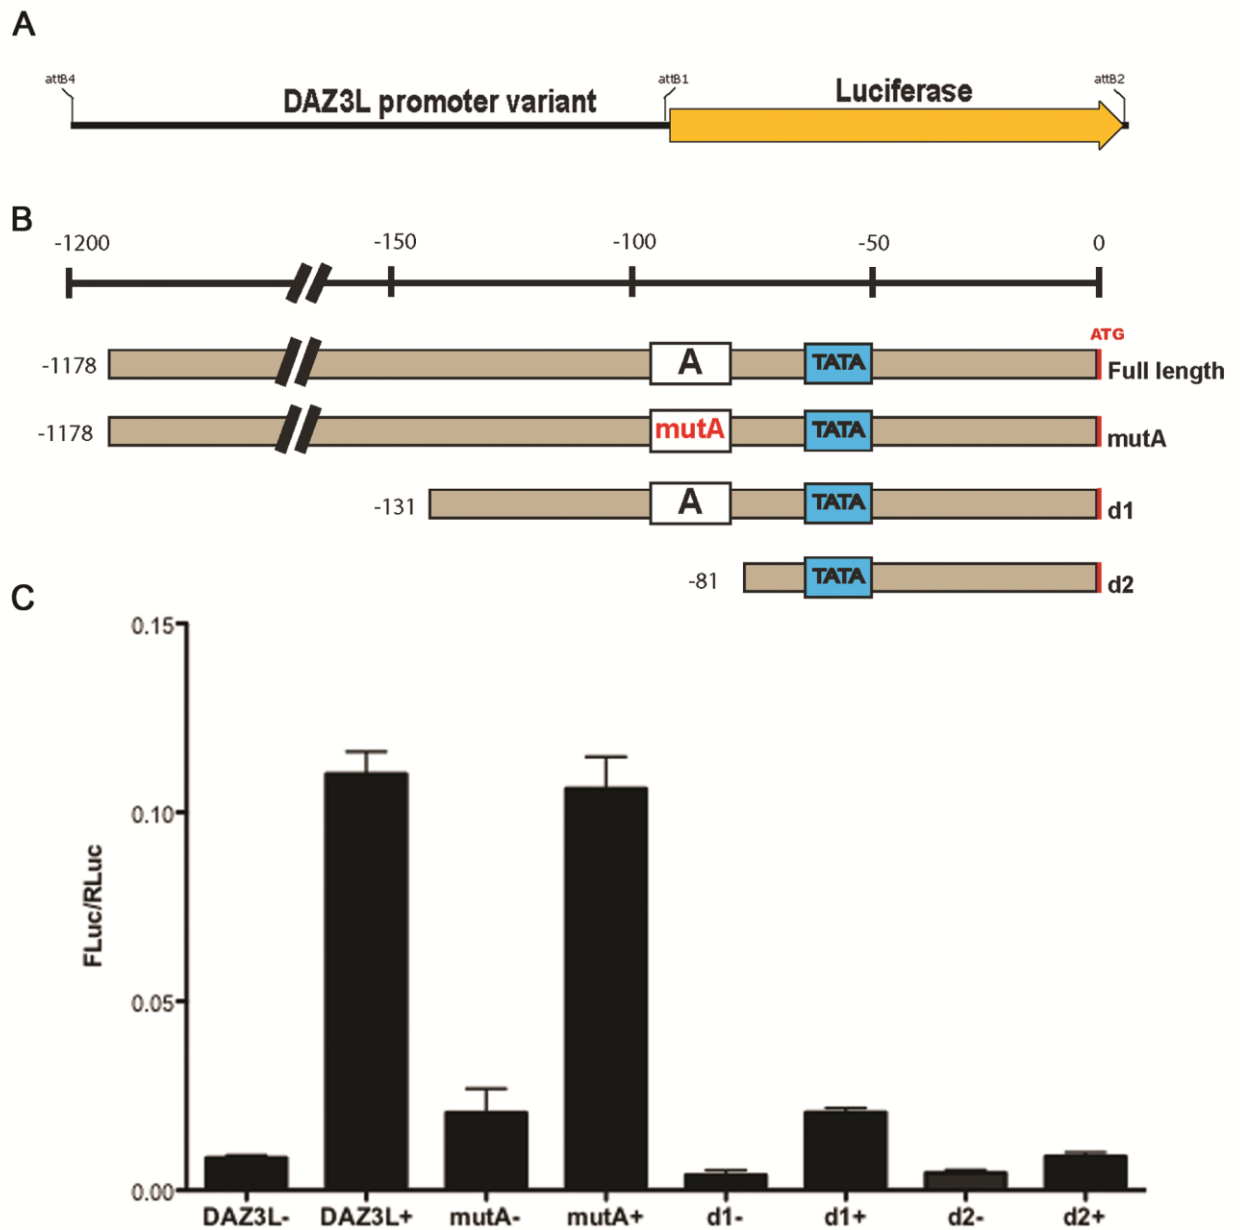 A
attB4
attB1
attB2
DAZ3L promoter variant
Luciferase
B
-1200
-150
-100
-50
0
ATG
-1178
A
TATA
Full length
-1178
mutA
TATA
mutA
-131
A
TATA
d1
-81
TATA
d2
C
0.15
0.10
0.05
0.00
FLuc/RLuc
DAZ3L- DAZ3L+ mutA- mutA+ d1- d1+ d2- d2+